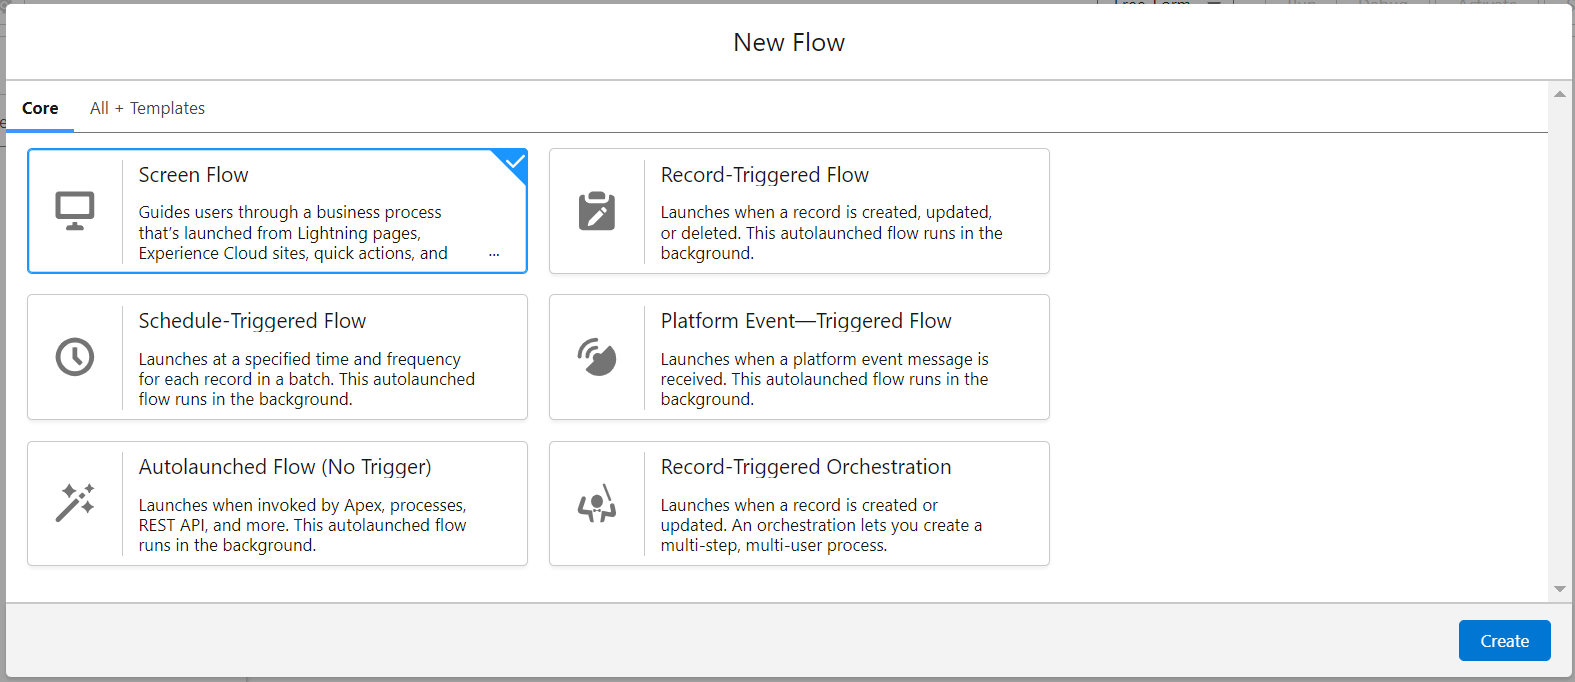 New Flow
Core
All + Templates
Screen Flow
Guides users through a business process
that's launched from Lightning pages,
Experience Cloud sites, quick actions, and ...
Record-Triggered Flow
Launches when a record is created, updated,
or deleted. This autolaunched flow runs in the
background.
Schedule-Triggered Flow
Launches at a specified time and frequency
for each record in a batch. This autolaunched
flow runs in the background.
Platform Event—Triggered Flow
Launches when a platform event message is
received. This autolaunched flow runs in the
background.
Autolaunched Flow (No Trigger)
Launches when invoked by Apex, processes,
REST API, and more. This autolaunched flow
runs in the background.
Record-Triggered Orchestration
Launches when a record is created or
updated. An orchestration lets you create a
multi-step, multi-user process.
Create